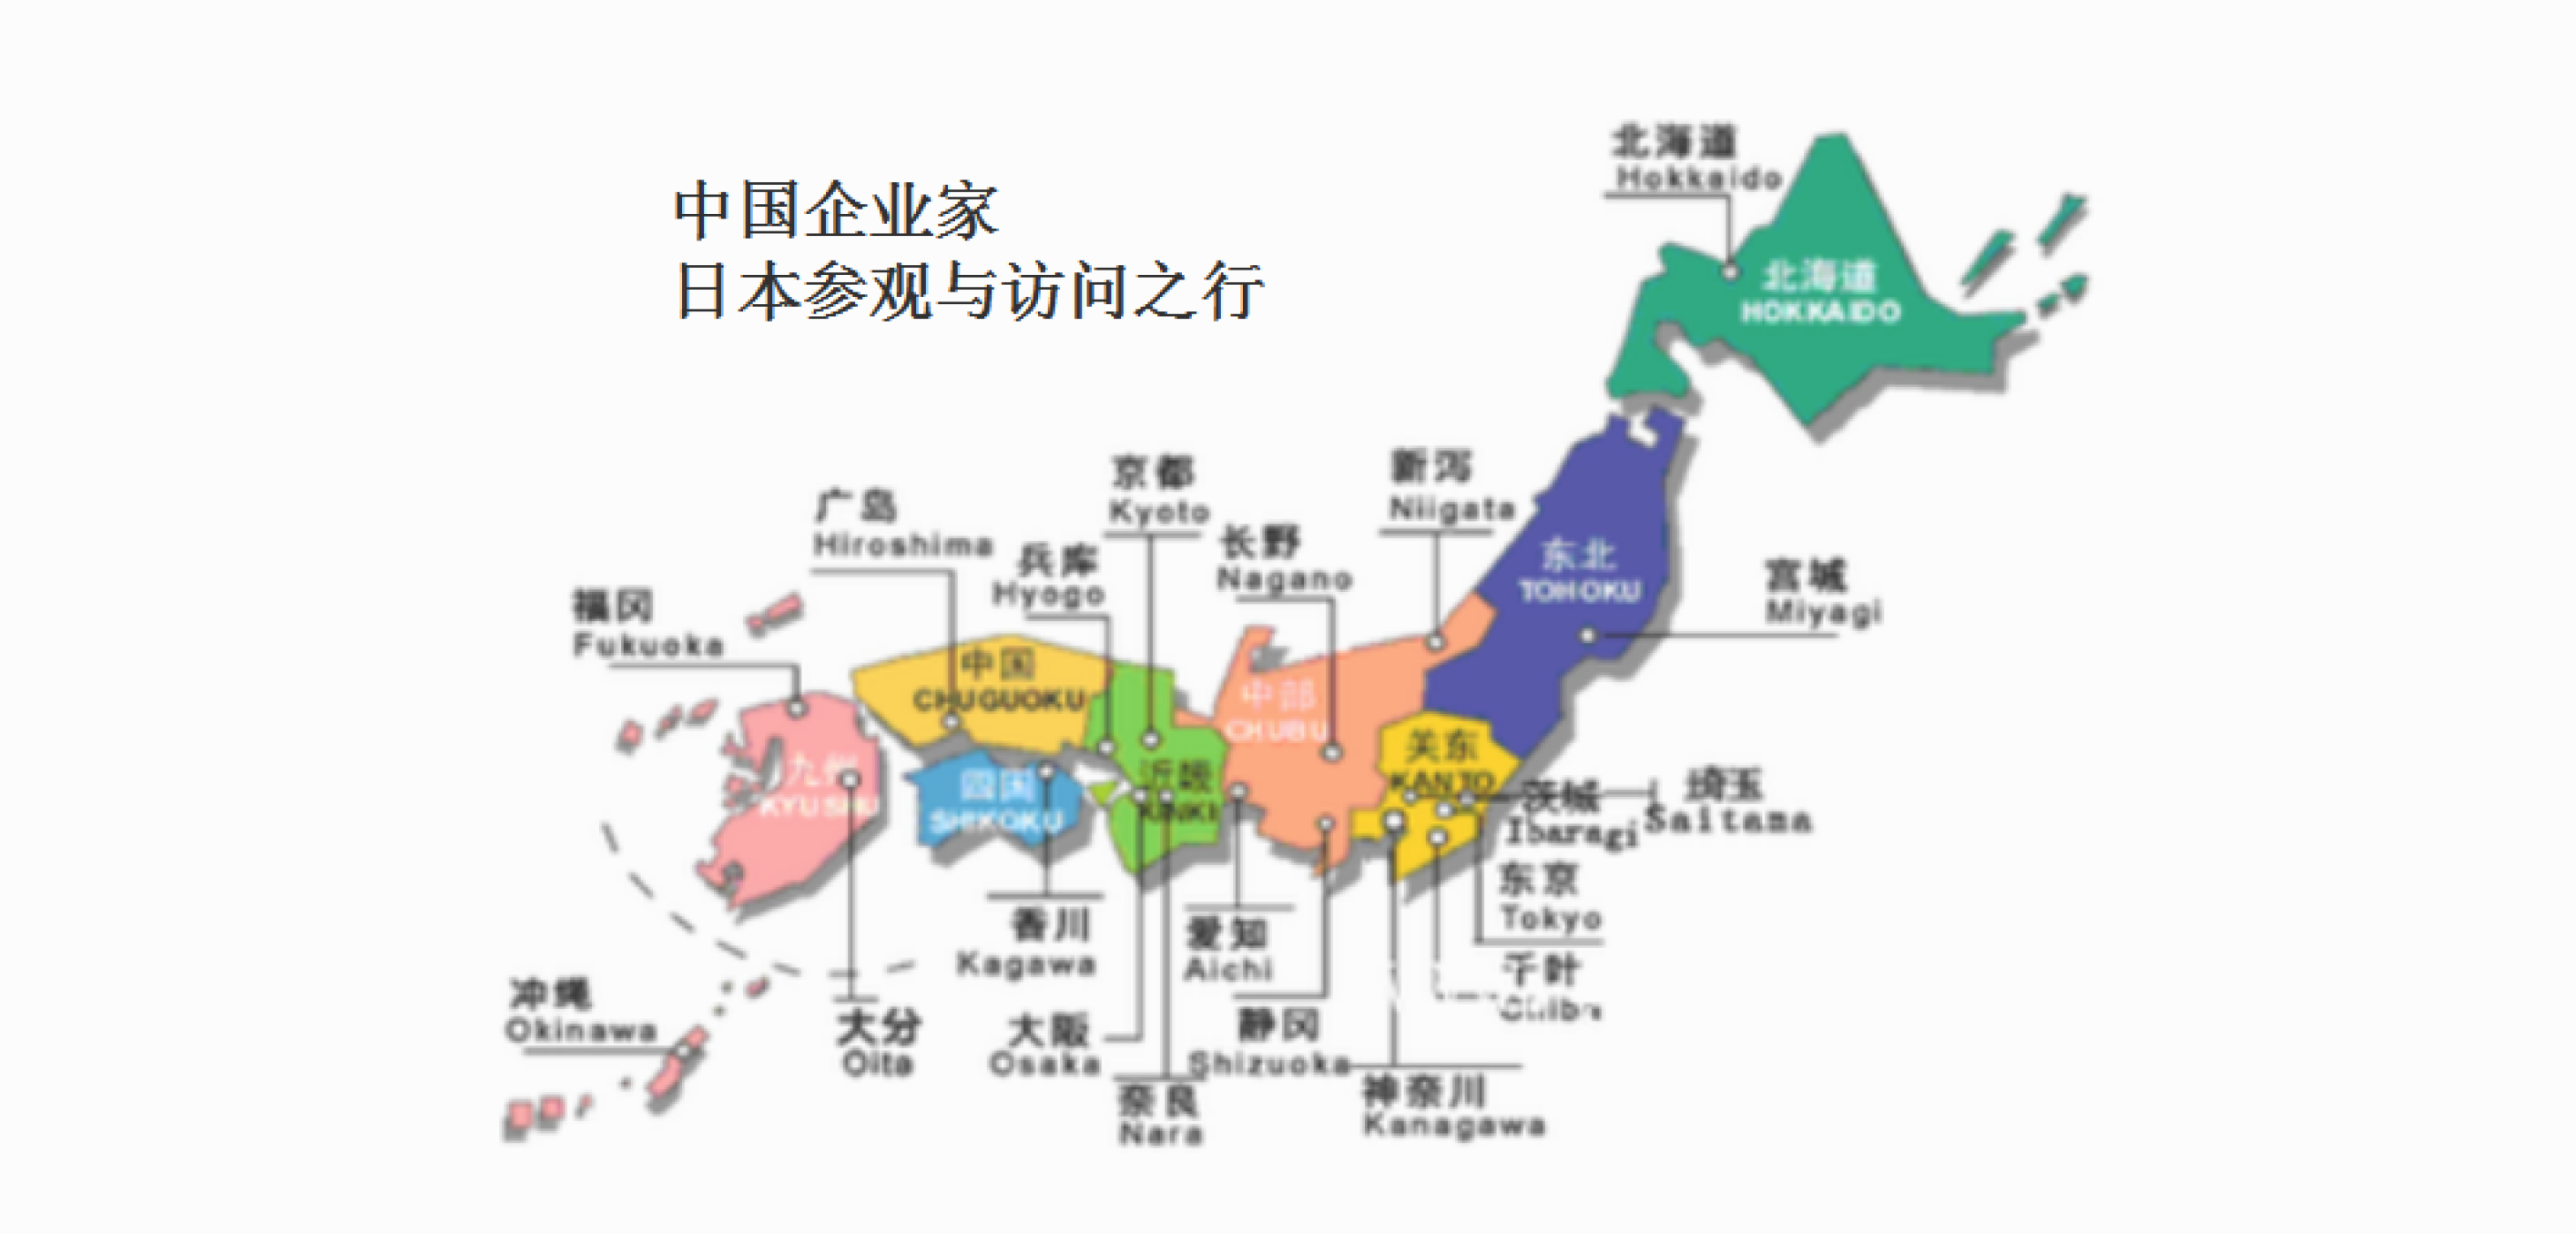 中国企业家
日本参观与访问之行
北海道
Hokkaido
北海道
HOKKAIDO
京都
Kyoto
新泻
Niigata
广岛
Hiroshima
兵库
Hyogo
长野
Nagano
东北
TOHOKU
宫城
Miyagi
福冈
Fukuoka
中国
CHUGUOKU
中部
CHUBU
关东
KANTO
九州
KYUSHU
四国
SHIKOKU
近畿
KINKI
茨城
Ibaragi
琦玉
Saitama
东京
Tokyo
香川
Kagawa
爱知
Aichi
千叶
Chiba
冲绳
Okinawa
大分
Oita
大阪
Osaka
静冈
Shizuoka
奈良
Nara
神奈川
Kanagawa